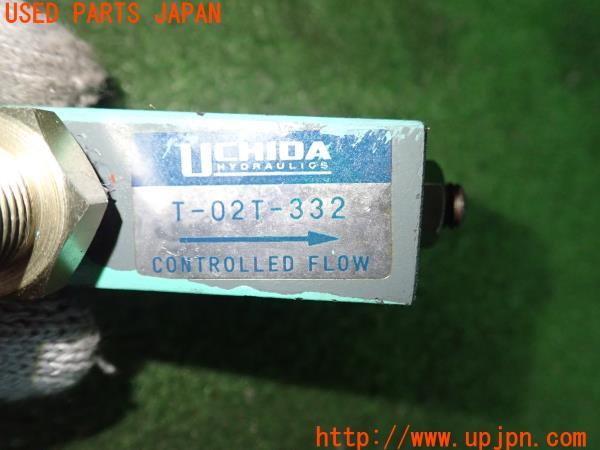 USED PARTS JAPAN
UCHIDA
HYDRAULICS
T-02T-332
CONTROLLED FLOW
http://www.upjpn.com/